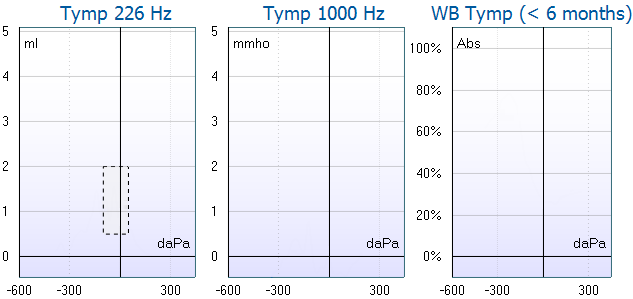 Tymp 226 Hz
5
ml
4
3
2
1
daPa
0
-600 -300 300
Tymp 1000 Hz
5
mmho
4
3
2
1
daPa
0
-600 -300 300
WB Tymp (< 6 months)
Abs
100%
80%
60%
40%
20%
daPa
0%
-600 -300 300